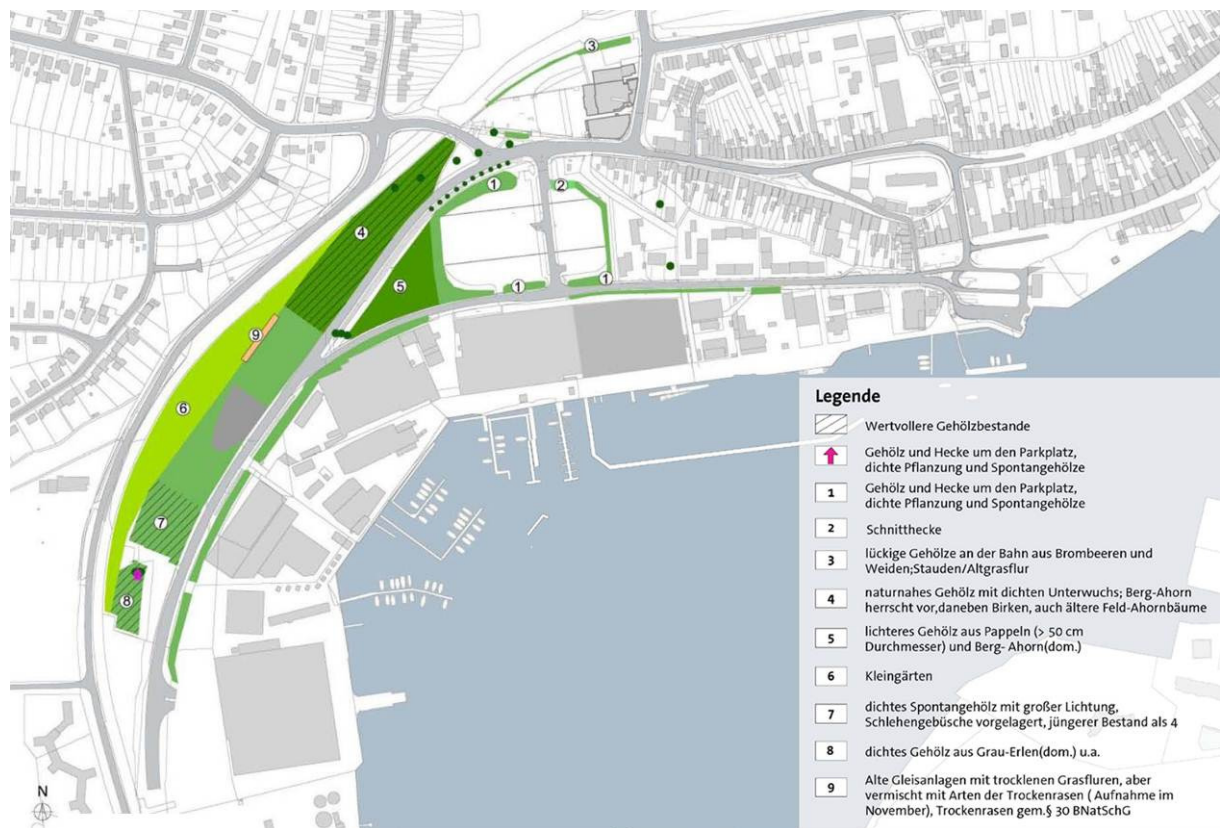 3
1
2
4
5
1
1
9
6
7
8
N
Legende
Wertvollere Gehölzbestande
Gehölz und Hecke um den Parkplatz,
dichte Pflanzung und Spontangehölze
1 Gehölz und Hecke um den Parkplatz,
dichte Pflanzung und Spontangehölze
2 Schnitthecke
3 lückige Gehölze an der Bahn aus Brombeeren und
Weiden;Stauden/Altgrasflur
4 naturnahes Gehölz mit dichten Unterwuchs; Berg-Ahorn
herrscht vor,daneben Birken, auch ältere Feld-Ahornbäume
5 lichteres Gehölz aus Pappeln (> 50 cm
Durchmesser) und Berg- Ahorn(dom.)
6 Kleingärten
7 dichtes Spontangehölz mit großer Lichtung,
Schlehengebüsche vorgelagert, jüngerer Bestand als 4
8 dichtes Gehölz aus Grau-Erlen(dom.) u.a.
9 Alte Gleisanlagen mit trocklenen Grasfluren, aber
vermischt mit Arten der Trockenrasen ( Aufnahme im
November), Trockenrasen gem.§ 30 BNatSchG